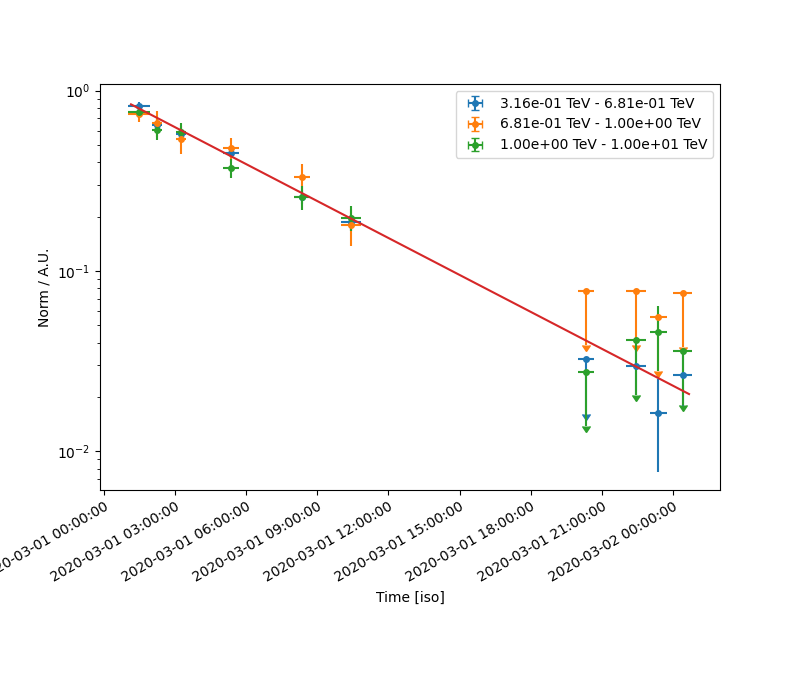 3.16e-01 TeV - 6.81e-01 TeV
6.81e-01 TeV - 1.00e+00 TeV
1.00e+00 TeV - 1.00e+01 TeV
10⁰
10⁻¹
10⁻²
Norm / A.U.
20-03-01 00:00:00
2020-03-01 03:00:00
2020-03-01 06:00:00
2020-03-01 09:00:00
2020-03-01 12:00:00
2020-03-01 15:00:00
2020-03-01 18:00:00
2020-03-01 21:00:00
2020-03-02 00:00:00
Time [iso]